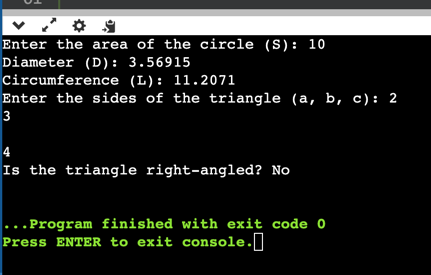 Enter the area of the circle (S): 10
Diameter (D): 3.56915
Circumference (L): 11.2071
Enter the sides of the triangle (a, b, c): 2
3
4
Is the triangle right-angled? No
...Program finished with exit code 0
Press ENTER to exit console.